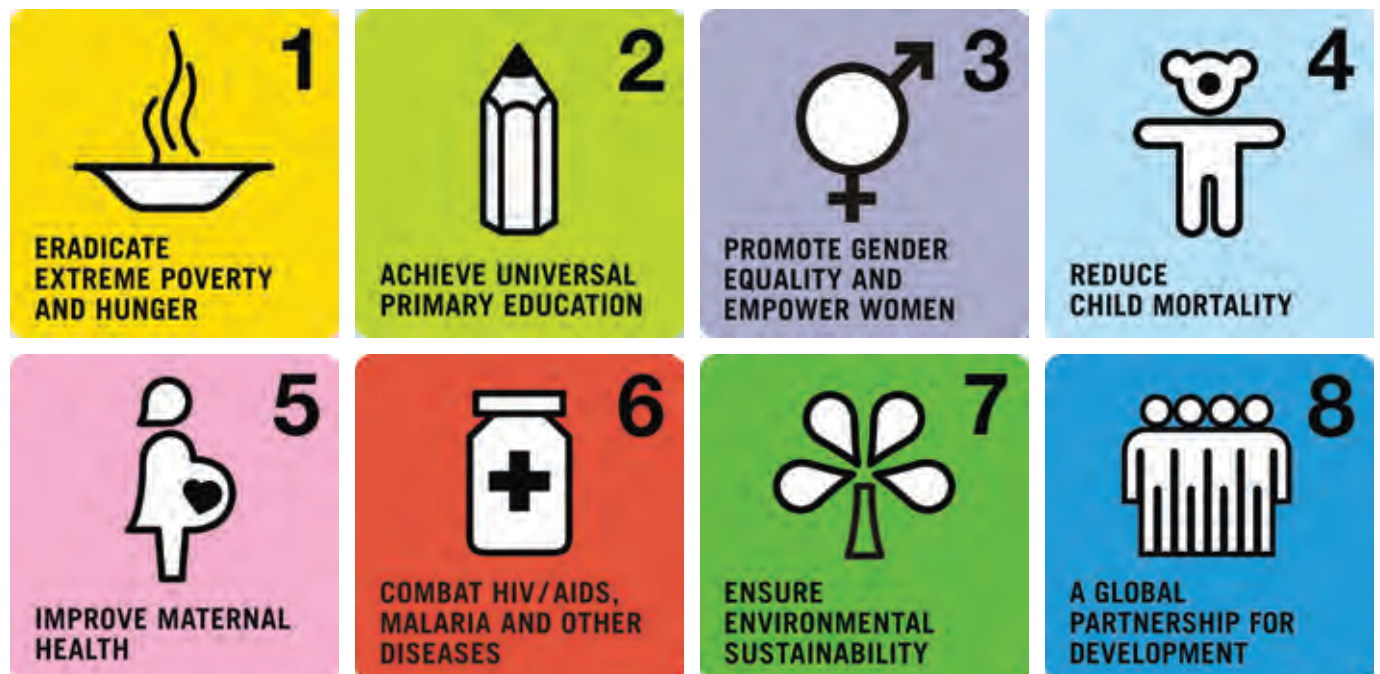 1
ERADICATE
EXTREME POVERTY
AND HUNGER
2
ACHIEVE UNIVERSAL
PRIMARY EDUCATION
3
PROMOTE GENDER
EQUALITY AND
EMPOWER WOMEN
4
REDUCE
CHILD MORTALITY
5
IMPROVE MATERNAL
HEALTH
6
COMBAT HIV/AIDS,
MALARIA AND OTHER
DISEASES
7
ENSURE
ENVIRONMENTAL
SUSTAINABILITY
8
A GLOBAL
PARTNERSHIP FOR
DEVELOPMENT